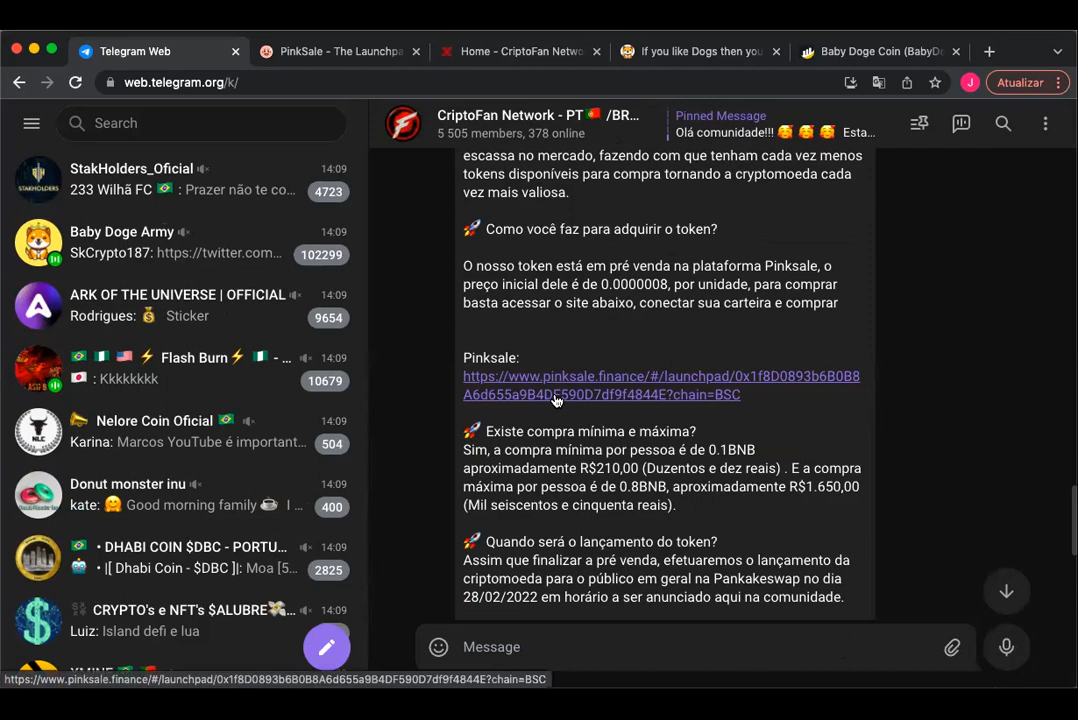 Telegram Web
PinkSale - The Launchpa
Home - CriptoFan Netwo
If you like Dogs then you
Baby Doge Coin (BabyDo
web.telegram.org/k/
J
Atualizar
Search
CriptoFan Network - PT🇵🇹 /BR...
5 505 members, 378 online
Pinned Message
Olá comunidade!!! 🥰 🥰 🥰 Esta...
STAKHOLDERS
StakHolders_Oficial
14:09
233 Wilhã FC 🇧🇷 : Prazer não te co...
4723
Baby Doge Army
14:09
SkCrypto187: https://twitter.com...
102299
ARK OF THE UNIVERSE | OFFICIAL
14:09
Rodrigues: 💰 Sticker
9654
🇧🇷 🇳🇬 🇺🇸 ⚡ Flash Burn⚡ 🇳🇬 - ...
14:09
🇯🇵 : Kkkkkkkk
10679
NLC
📣 Nelore Coin Oficial 🇧🇷
14:09
Karina: Marcos YouTube é important...
504
Donut monster inu
14:09
kate: 🤗 Good morning family ☕ I ...
400
🇧🇷 • DHABI COIN $DBC - PORTU...
14:09
🤖 • |[ Dhabi Coin - $DBC ]|: Moa [5...
2825
CRYPTO's e NFT's $ALUBRE💸...
14:09
Luiz: Island defi e lua
XMINE
14:09
escassa no mercado, fazendo com que tenham cada vez menos
tokens disponíveis para compra tornando a cryptomoeda cada
vez mais valiosa.
🚀 Como você faz para adquirir o token?
O nosso token está em pré venda na plataforma Pinksale, o
preço inicial dele é de 0.0000008, por unidade, para comprar
basta acessar o site abaixo, conectar sua carteira e comprar
Pinksale:
https://www.pinksale.finance/#/launchpad/0x1f8D0893b6B0B8
A6d655a9B4DF590D7df9f4844E?chain=BSC
🚀 Existe compra mínima e máxima?
Sim, a compra mínima por pessoa é de 0.1BNB
aproximadamente R$210,00 (Duzentos e dez reais) . E a compra
máxima por pessoa é de 0.8BNB, aproximadamente R$1.650,00
(Mil seiscentos e cinquenta reais).
🚀 Quando será o lançamento do token?
Assim que finalizar a pré venda, efetuaremos o lançamento da
criptomoeda para o público em geral na Pankakeswap no dia
28/02/2022 em horário a ser anunciado aqui na comunidade.
Message
https://www.pinksale.finance/#/launchpad/0x1f8D0893b6B0B8A6d655a9B4DF590D7df9f4844E?chain=BSC